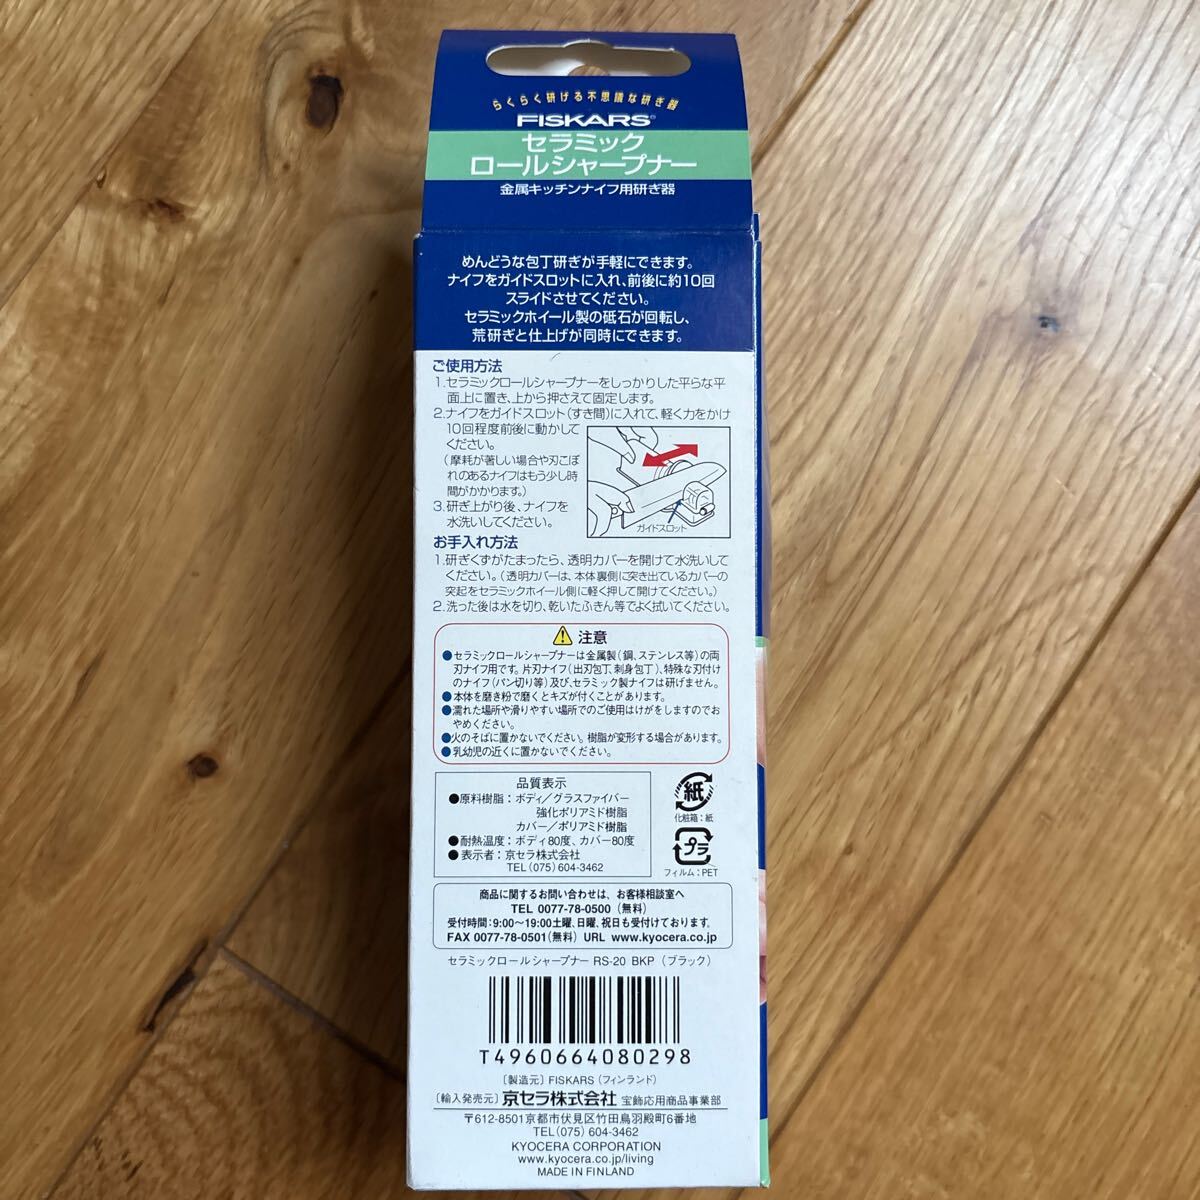 らくらく研げる不思議な研ぎ器
FISKARS®
セラミック
ロールシャープナー
金属キッチンナイフ用研ぎ器
めんどうな包丁研ぎが手軽にできます。
ナイフをガイドスロットに入れ、前後に約10回
スライドさせてください。
セラミックホイール製の砥石が回転し、
荒研ぎと仕上げが同時にできます。
ご使用方法
1.セラミックロールシャープナーをしっかりした平らな平
面上に置き、上から押さえて固定します。
2.ナイフをガイドスロット(すき間)に入れて、軽く力をかけ
10回程度前後に動かして
ください。
(摩耗が著しい場合や刃こぼ
れのあるナイフはもう少し時
間がかかります。)
3.研ぎ上がり後、ナイフを
水洗いしてください。
ガイドスロット
お手入れ方法
1.研ぎくずがたまったら、透明カバーを開けて水洗いして
ください。(透明カバーは、本体裏側に突き出ているカバーの
突起をセラミックホイール側に軽く押して開けてください。)
2.洗った後は水を切り、乾いたふきん等でよく拭いてください。
注意
●セラミックロールシャープナーは金属製(鋼、ステンレス等)の両
刃ナイフ用です。片刃ナイフ(出刃包丁、刺身包丁)、特殊な刃付け
のナイフ(パン切り等)及び、セラミック製ナイフは研げません。
●本体を磨き粉で磨くとキズが付くことがあります。
●濡れた場所や滑りやすい場所でのご使用はけがをしますのでお
やめください。
●火のそばに置かないでください。樹脂が変形する場合があります。
●乳幼児の近くに置かないでください。
品質表示
●原料樹脂:ボディ/グラスファイバー
強化ポリアミド樹脂
カバー/ポリアミド樹脂
●耐熱温度:ボディ80度、カバー80度
●表示者:京セラ株式会社
TEL(075)604-3462
紙
化粧箱:紙
プラ
フィルム:PET
商品に関するお問い合わせは、お客様相談室へ
TEL 0077-78-0500(無料)
受付時間:9:00～19:00土曜、日曜、祝日も受付ております。
FAX 0077-78-0501(無料) URL www.kyocera.co.jp
セラミックロールシャープナー RS-20 BKP(ブラック)
T4960664080298
〔製造元〕FISKARS(フィンランド)
〔輸入発売元〕京セラ株式会社 宝飾応用商品事業部
〒612-8501京都市伏見区竹田鳥羽殿町6番地
TEL(075)604-3462
KYOCERA CORPORATION
www.kyocera.co.jp/living
MADE IN FINLAND